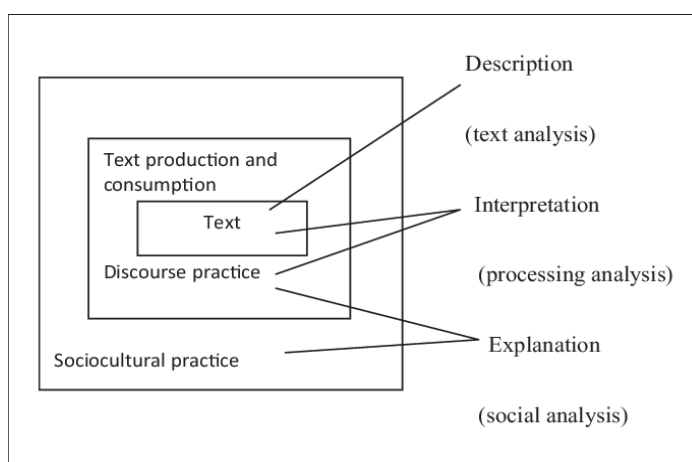 Description
(text analysis)
Text production and
consumption
Text
Interpretation
Discourse practice
(processing analysis)
Explanation
Sociocultural practice
(social analysis)